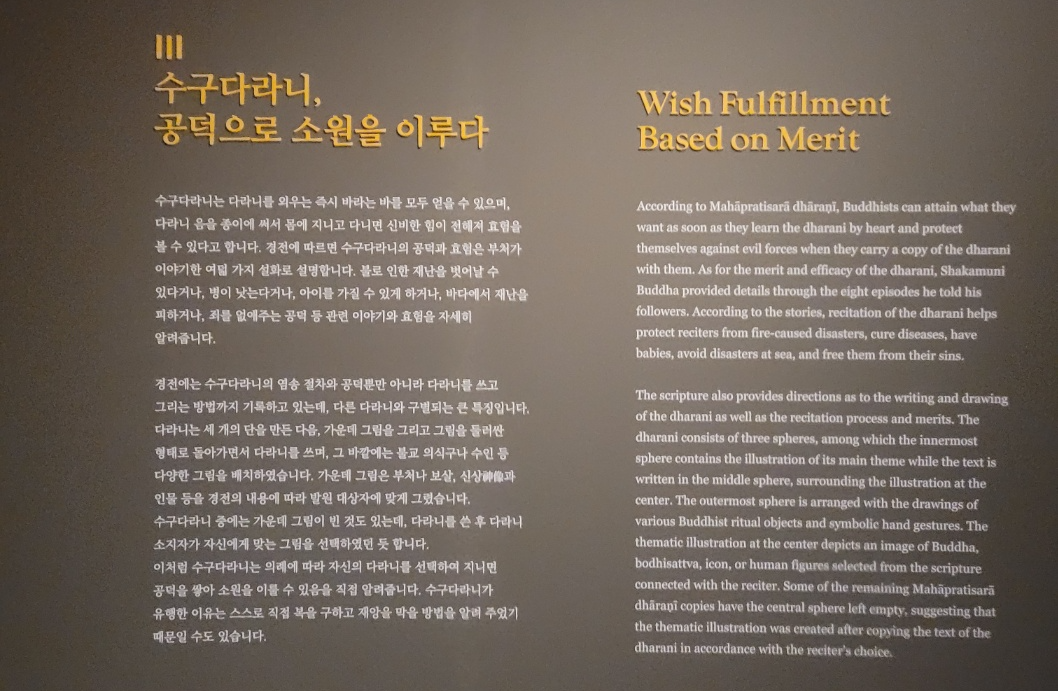 III
수구다라니,
공덕으로 소원을 이루다
수구다라니는 다라니를 외우는 즉시 바라는 바를 모두 얻을 수 있으며,
다라니 음을 종이에 써서 몸에 지니고 다니면 신비한 힘이 전해져 효험을
볼 수 있다고 합니다. 경전에 따르면 수구다라니의 공덕과 효험은 부처가
이야기한 여덟 가지 설화로 설명합니다. 불로 인한 재난을 벗어날 수
있다거나, 병이 낫는다거나, 아이를 가질 수 있게 하거나, 바다에서 재난을
피하거나, 죄를 없애주는 공덕 등 관련 이야기와 효험을 자세히
알려줍니다.
경전에는 수구다라니의 염송 절차와 공덕뿐만 아니라 다라니를 쓰고
그리는 방법까지 기록하고 있는데, 다른 다라니와 구별되는 큰 특징입니다.
다라니는 세 개의 단을 만든 다음, 가운데 그림을 그리고 그림을 둘러싼
형태로 돌아가면서 다라니를 쓰며, 그 바깥에는 불교 의식구나 수인 등
다양한 그림을 배치하였습니다. 가운데 그림은 부처나 보살, 신상神像과
인물 등을 경전의 내용에 따라 발원 대상자에 맞게 그렸습니다.
수구다라니 중에는 가운데 그림이 빈 것도 있는데, 다라니를 쓴 후 다라니
소지자가 자신에게 맞는 그림을 선택하였던 듯 합니다.
이처럼 수구다라니는 의례에 따라 자신의 다라니를 선택하여 지니면
공덕을 쌓아 소원을 이룰 수 있음을 직접 알려줍니다. 수구다라니가
유행한 이유는 스스로 직접 복을 구하고 재앙을 막을 방법을 알려 주었기
때문일 수도 있습니다.
Wish Fulfillment
Based on Merit
According to Mahāpratisarā dhāraṇī, Buddhists can attain what they
want as soon as they learn the dharani by heart and protect
themselves against evil forces when they carry a copy of the dharani
with them. As for the merit and efficacy of the dharani, Shakamuni
Buddha provided details through the eight episodes he told his
followers. According to the stories, recitation of the dharani helps
protect reciters from fire-caused disasters, cure diseases, have
babies, avoid disasters at sea, and free them from their sins.
The scripture also provides directions as to the writing and drawing
of the dharani as well as the recitation process and merits. The
dharani consists of three spheres, among which the innermost
sphere contains the illustration of its main theme while the text is
written in the middle sphere, surrounding the illustration at the
center. The outermost sphere is arranged with the drawings of
various Buddhist ritual objects and symbolic hand gestures. The
thematic illustration at the center depicts an image of Buddha,
bodhisattva, icon, or human figures selected from the scripture
connected with the reciter. Some of the remaining Mahāpratisarā
dhāraṇī copies have the central sphere left empty, suggesting that
the thematic illustration was created after copying the text of the
dharani in accordance with the reciter's choice.